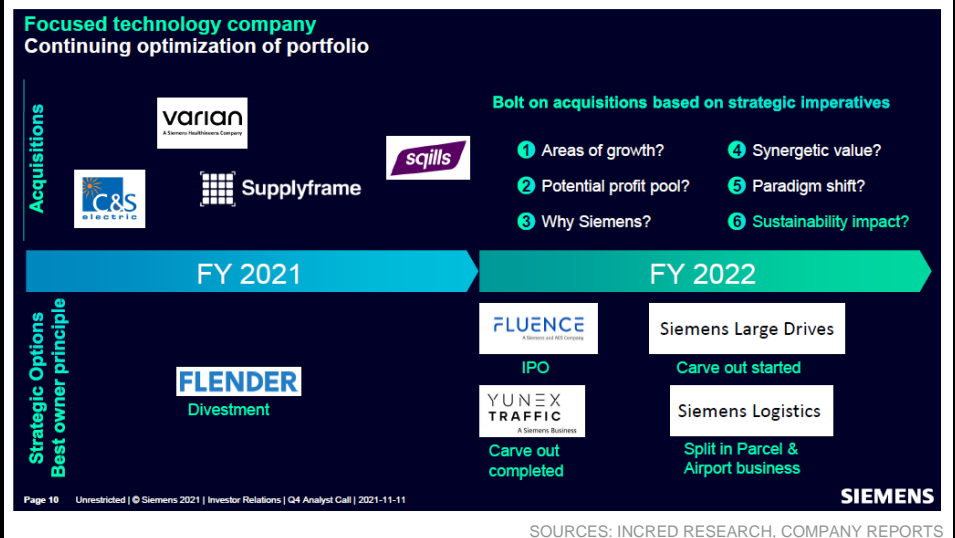 Focused technology company
Continuing optimization of portfolio
Acquisitions
varian
A Siemens Healthineers Company
C&S
electric
Supplyframe
sqills
Bolt on acquisitions based on strategic imperatives
1 Areas of growth?
2 Potential profit pool?
3 Why Siemens?
4 Synergetic value?
5 Paradigm shift?
6 Sustainability impact?
FY 2021
FY 2022
Strategic Options
Best owner principle
FLENDER
Divestment
FLUENCE
A Siemens and AES Company
IPO
Siemens Large Drives
Carve out started
YUNEX
TRAFFIC
A Siemens Business
Carve out
completed
Siemens Logistics
Split in Parcel &
Airport business
Page 10 Unrestricted | © Siemens 2021 | Investor Relations | Q4 Analyst Call | 2021-11-11
SIEMENS
SOURCES: INCRED RESEARCH, COMPANY REPORTS